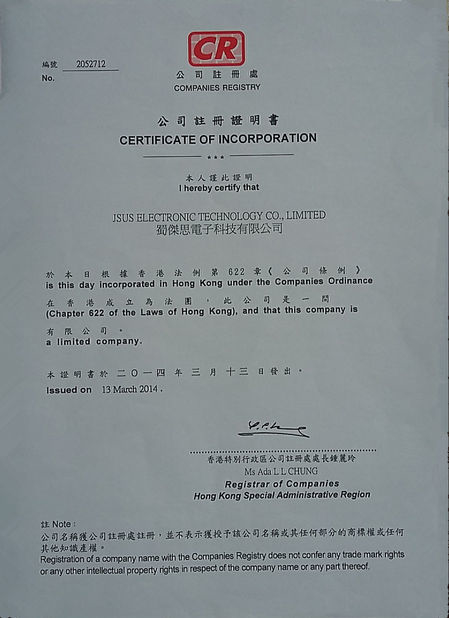 CR
編號 2052712
No.
公司註冊處
COMPANIES REGISTRY
公司註冊證明書
CERTIFICATE OF INCORPORATION
***
本人謹此證明
I hereby certify that
JSUS ELECTRONIC TECHNOLOGY CO., LIMITED
蜀傑思電子科技有限公司
於本日根據香港法例第622章《公司條例》
is this day incorporated in Hong Kong under the Companies Ordinance
在香港成立為法團，此公司是一間
(Chapter 622 of the Laws of Hong Kong), and that this company is
有限公司。
a limited company.
本證明書於二〇一四年三月十三日發出。
Issued on 13 March 2014.
香港特別行政區公司註冊處處長鍾麗玲
Ms Ada L L CHUNG
Registrar of Companies
Hong Kong Special Administrative Region
註 Note:
公司名稱獲公司註冊處註冊，並不表示獲授予該公司名稱或其任何部分的商標權或任何
其他知識產權。
Registration of a company name with the Companies Registry does not confer any trade mark rights
or any other intellectual property rights in respect of the company name or any part thereof.